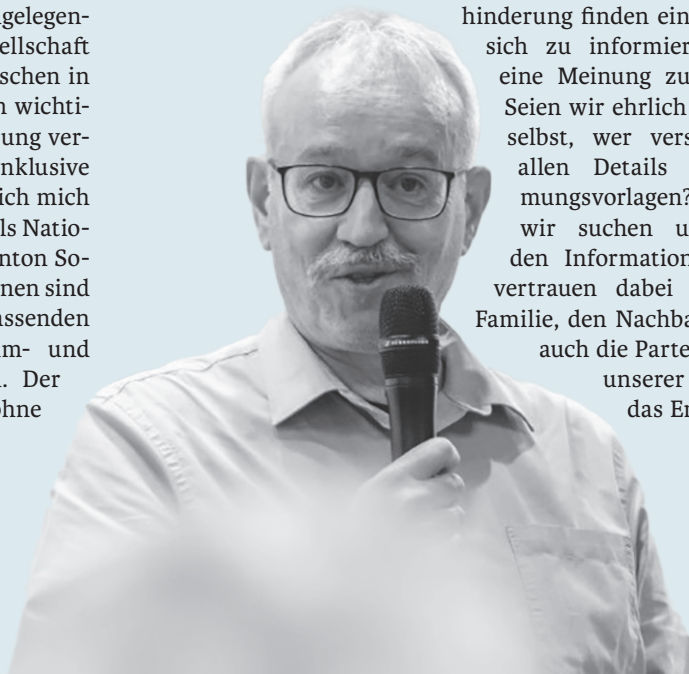 gelegen-
ellschaft
schen in
n wichti-
ung ver-
nklusive
ich mich
ls Natio-
nton So-
nen sind
assenden
m- und
. Der
ohne
hinderung finden ein
sich zu informier
eine Meinung zu
Seien wir ehrlich
selbst, wer vers
allen Details
mungsvorlagen?
wir suchen u
den Information
vertrauen dabei
Familie, den Nachba
auch die Parte
unserer
das En